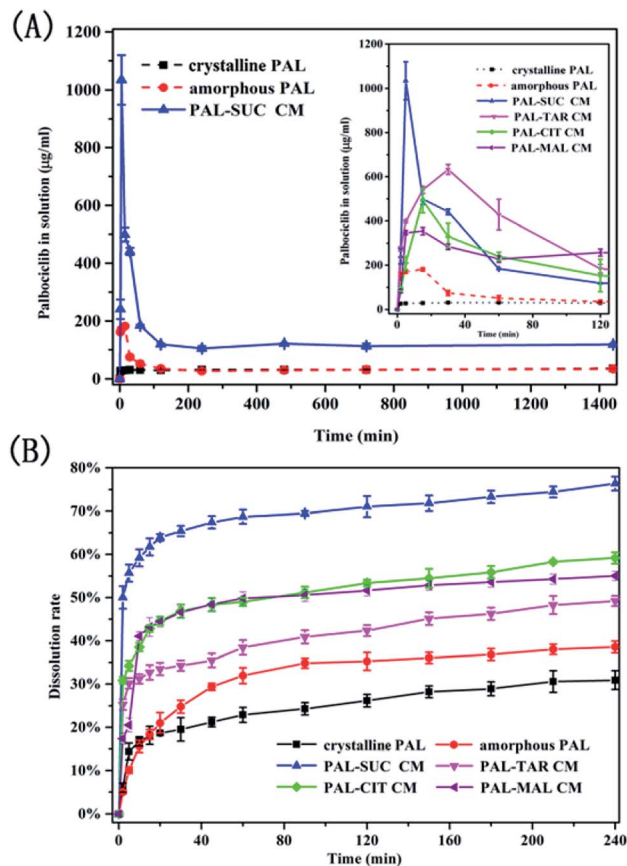 (A)
1200
1000
800
600
400
200
0
Palbociclib in solution (μg/ml)
crystalline PAL
amorphous PAL
PAL-SUC CM
0 200 400 600 800 1000 1200 1400
Time (min)
1200
1000
800
600
400
200
0
Palbociclib in solution (μg/ml)
crystalline PAL
amorphous PAL
PAL-SUC CM
PAL-TAR CM
PAL-CIT CM
PAL-MAL CM
0 20 40 60 80 100 120
Time (min)
(B)
80%
70%
60%
50%
40%
30%
20%
10%
0%
Dissolution rate
crystalline PAL amorphous PAL
PAL-SUC CM PAL-TAR CM
PAL-CIT CM PAL-MAL CM
0 40 80 120 160 200 240
Time (min)